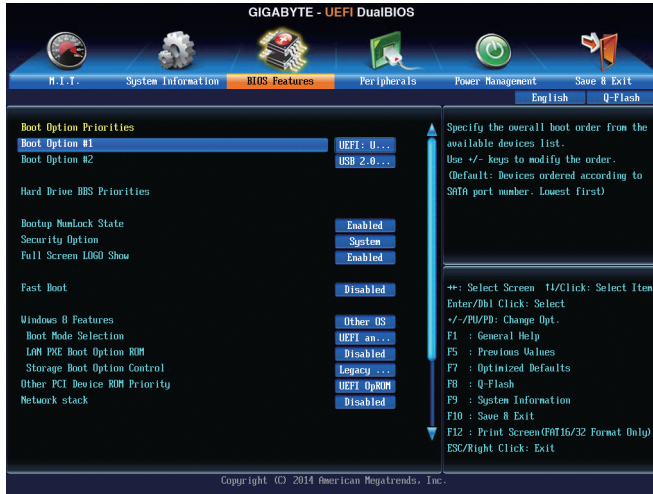 GIGABYTE - UEFI DualBIOS
M.I.T. System Information BIOS Features Peripherals Power Management Save & Exit
English Q-Flash
Boot Option Priorities
Boot Option #1 UEFI: U...
Boot Option #2 USB 2.0...
Hard Drive BBS Priorities
Bootup NumLock State Enabled
Security Option System
Full Screen LOGO Show Enabled
Fast Boot Disabled
Windows 8 Features Other OS
Boot Mode Selection UEFI an...
LAN PXE Boot Option ROM Disabled
Storage Boot Option Control Legacy ...
Other PCI Device ROM Priority UEFI OpROM
Network stack Disabled
Specify the overall boot order from the
available devices list.
Use +/- keys to modify the order.
(Default: Devices ordered according to
SATA port number. Lowest first)
→←: Select Screen ↑↓/Click: Select Item
Enter/Dbl Click: Select
+/-/PU/PD: Change Opt.
F1 : General Help
F5 : Previous Values
F7 : Optimized Defaults
F8 : Q-Flash
F9 : System Information
F10 : Save & Exit
F12 : Print Screen(FAT16/32 Format Only)
ESC/Right Click: Exit
Copyright (C) 2014 American Megatrends, Inc.